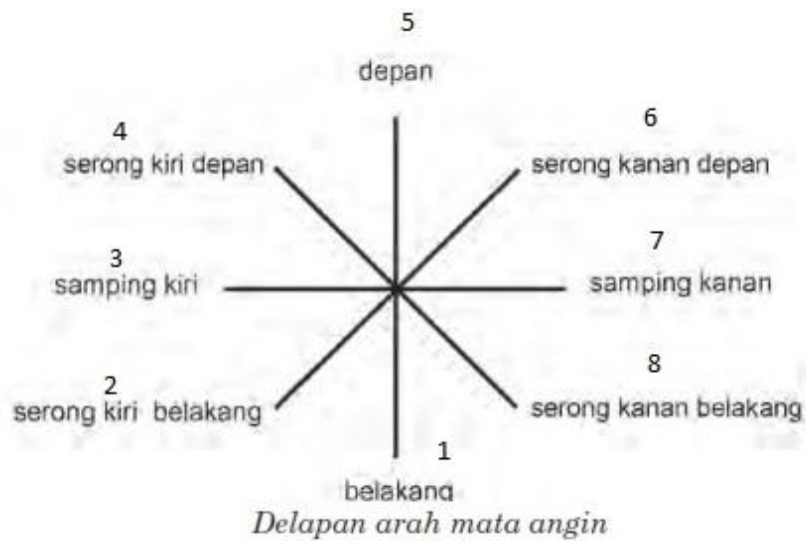 5
depan
4
serong kiri depan
6
serong kanan depan
3
samping kiri
7
samping kanan
2
serong kiri belakang
8
serong kanan belakang
1
belakang
Delapan arah mata angin